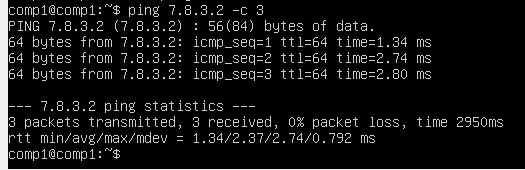 comp1@comp1:~$ ping 7.8.3.2 -c 3
PING 7.8.3.2 (7.8.3.2) : 56(84) bytes of data.
64 bytes from 7.8.3.2: icmp_seq=1 ttl=64 time=1.34 ms
64 bytes from 7.8.3.2: icmp_seq=2 ttl=64 time=2.74 ms
64 bytes from 7.8.3.2: icmp_seq=3 ttl=64 time=2.80 ms
--- 7.8.3.2 ping statistics ---
3 packets transmitted, 3 received, 0% packet loss, time 2950ms
rtt min/avg/max/mdev = 1.34/2.37/2.74/0.792 ms
comp1@comp1:~$